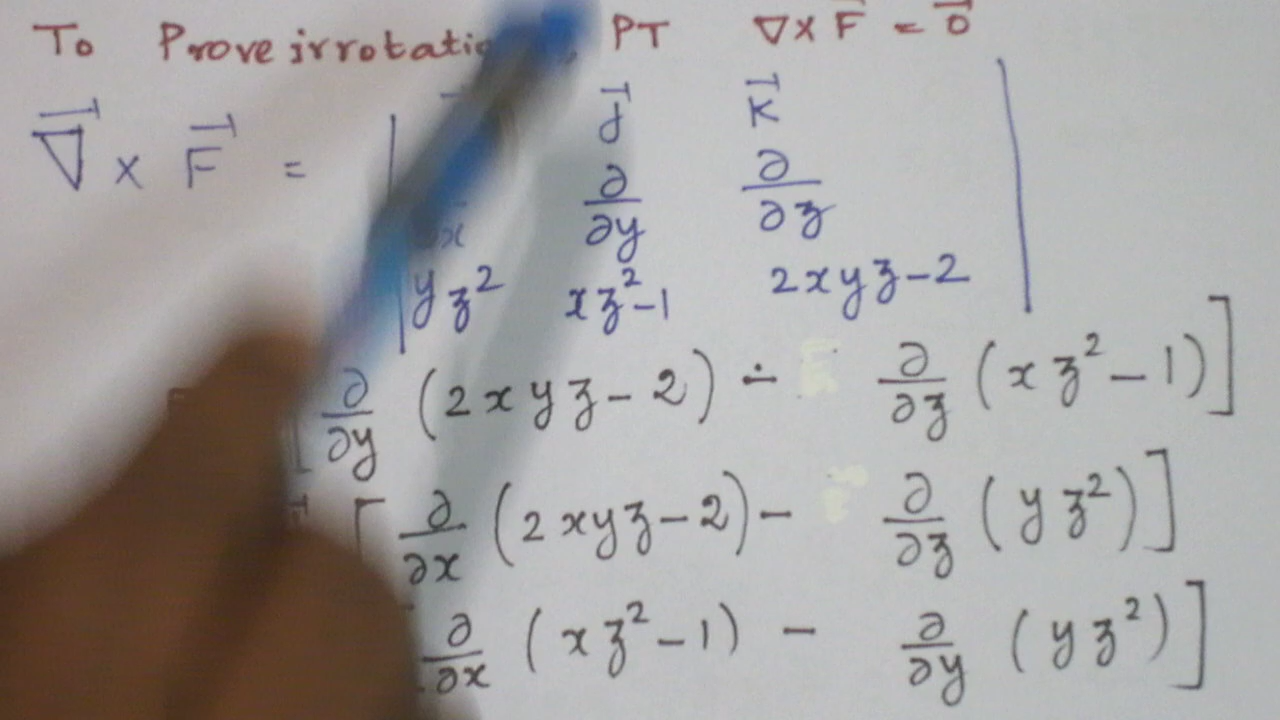 To Prove irrotatio PT ∇×F⃗ = 0⃗
∇⃗ × F⃗ = | j⃗ k⃗ |
x ∂/∂y ∂/∂z
yz² xz²-1 2xyz-2
[ ∂/∂y (2xyz-2) - ∂/∂z (xz²-1) ]
[ ∂/∂x (2xyz-2) - ∂/∂z (yz²) ]
∂/∂x (xz²-1) - ∂/∂y (yz²) ]